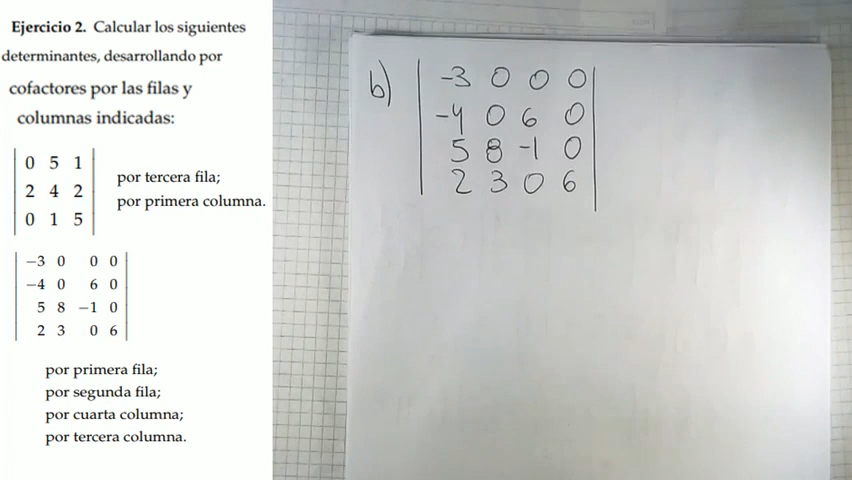 Ejercicio 2. Calcular los siguientes
determinantes, desarrollando por
cofactores por las filas y
columnas indicadas:
0 5 1
2 4 2
0 1 5
por tercera fila;
por primera columna.
−3 0 0 0
−4 0 6 0
5 8 −1 0
2 3 0 6
por primera fila;
por segunda fila;
por cuarta columna;
por tercera columna.
b)
-3 0 0 0
-4 0 6 0
5 8 -1 0
2 3 0 6